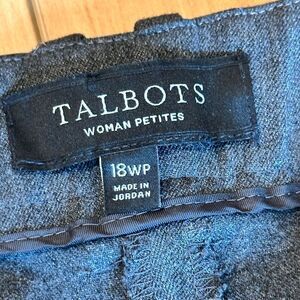 TALBOTS
WOMAN PETITES
18WP
MADE IN
JORDAN